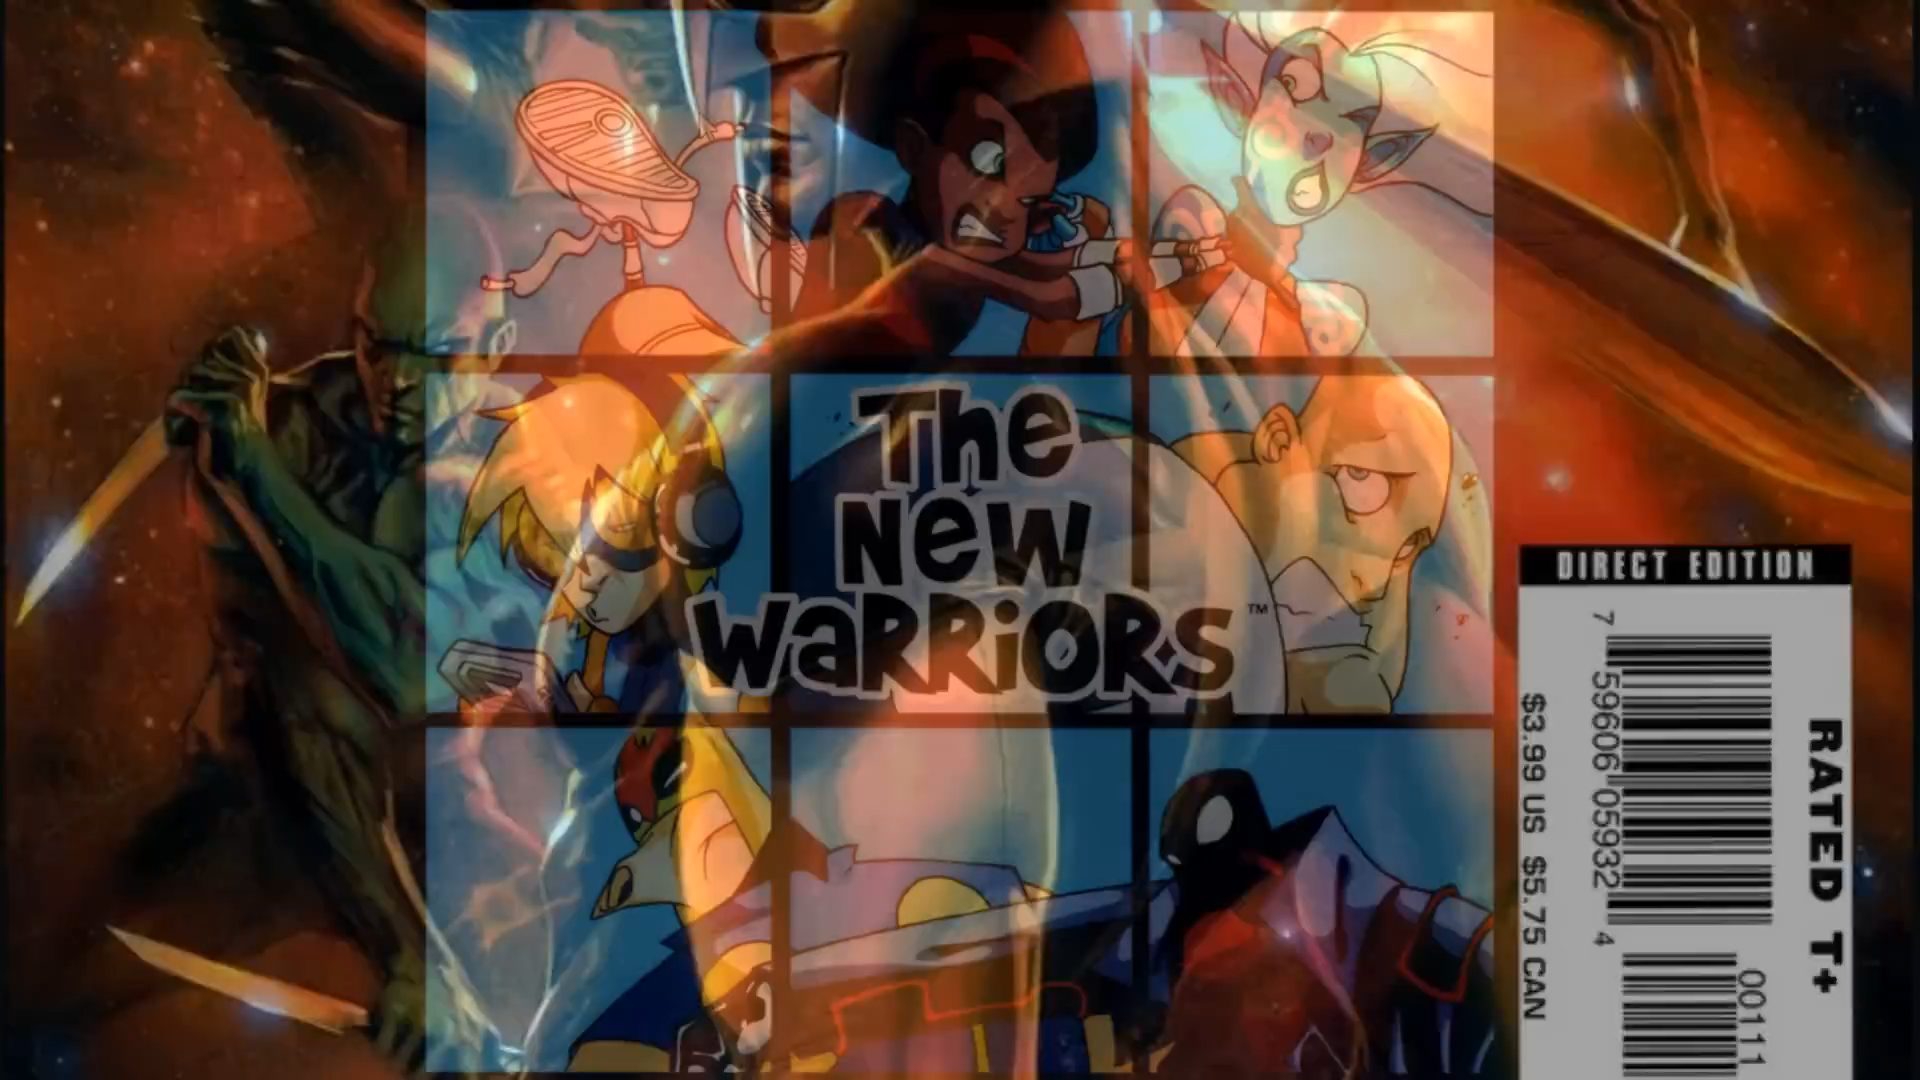 The
New
WaRRiORS
™
DIRECT EDITION
7
59606 05932
4
00111
$3.99 US $5.75 CAN
RATED T+